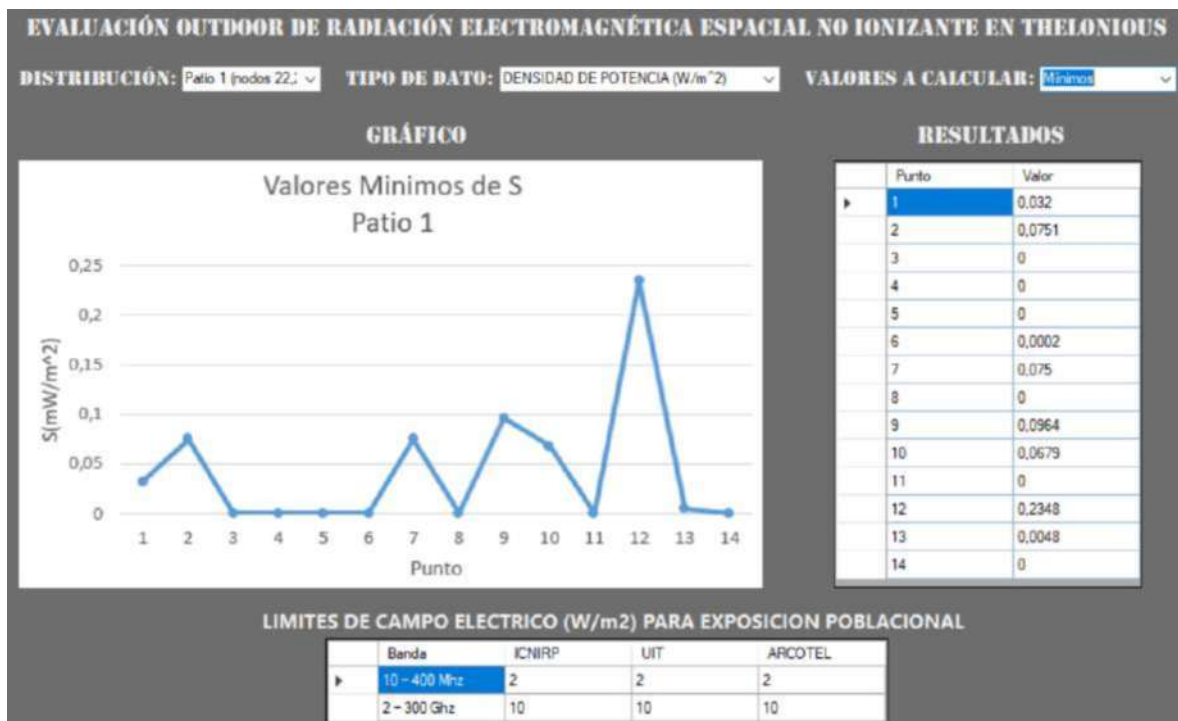 EVALUACIÓN OUTDOOR DE RADIACIÓN ELECTROMAGNÉTICA ESPACIAL NO IONIZANTE EN THELONIOUS
DISTRIBUCIÓN: Patio 1 (nodos 22,: TIPO DE DATO: DENSIDAD DE POTENCIA (W/m^2) VALORES A CALCULAR: Mínimos
GRÁFICO RESULTADOS
Valores Minimos de S
Patio 1
S(mW/m^2)
0,25
0,2
0,15
0,1
0,05
0
1 2 3 4 5 6 7 8 9 10 11 12 13 14
Punto
Punto Valor
1 0,032
2 0,0751
3 0
4 0
5 0
6 0,0002
7 0,075
8 0
9 0,0964
10 0,0679
11 0
12 0,2348
13 0,0048
14 0
LIMITES DE CAMPO ELECTRICO (W/m2) PARA EXPOSICION POBLACIONAL
Banda ICNIRP UIT ARCOTEL
10 – 400 Mhz 2 2 2
2 – 300 Ghz 10 10 10